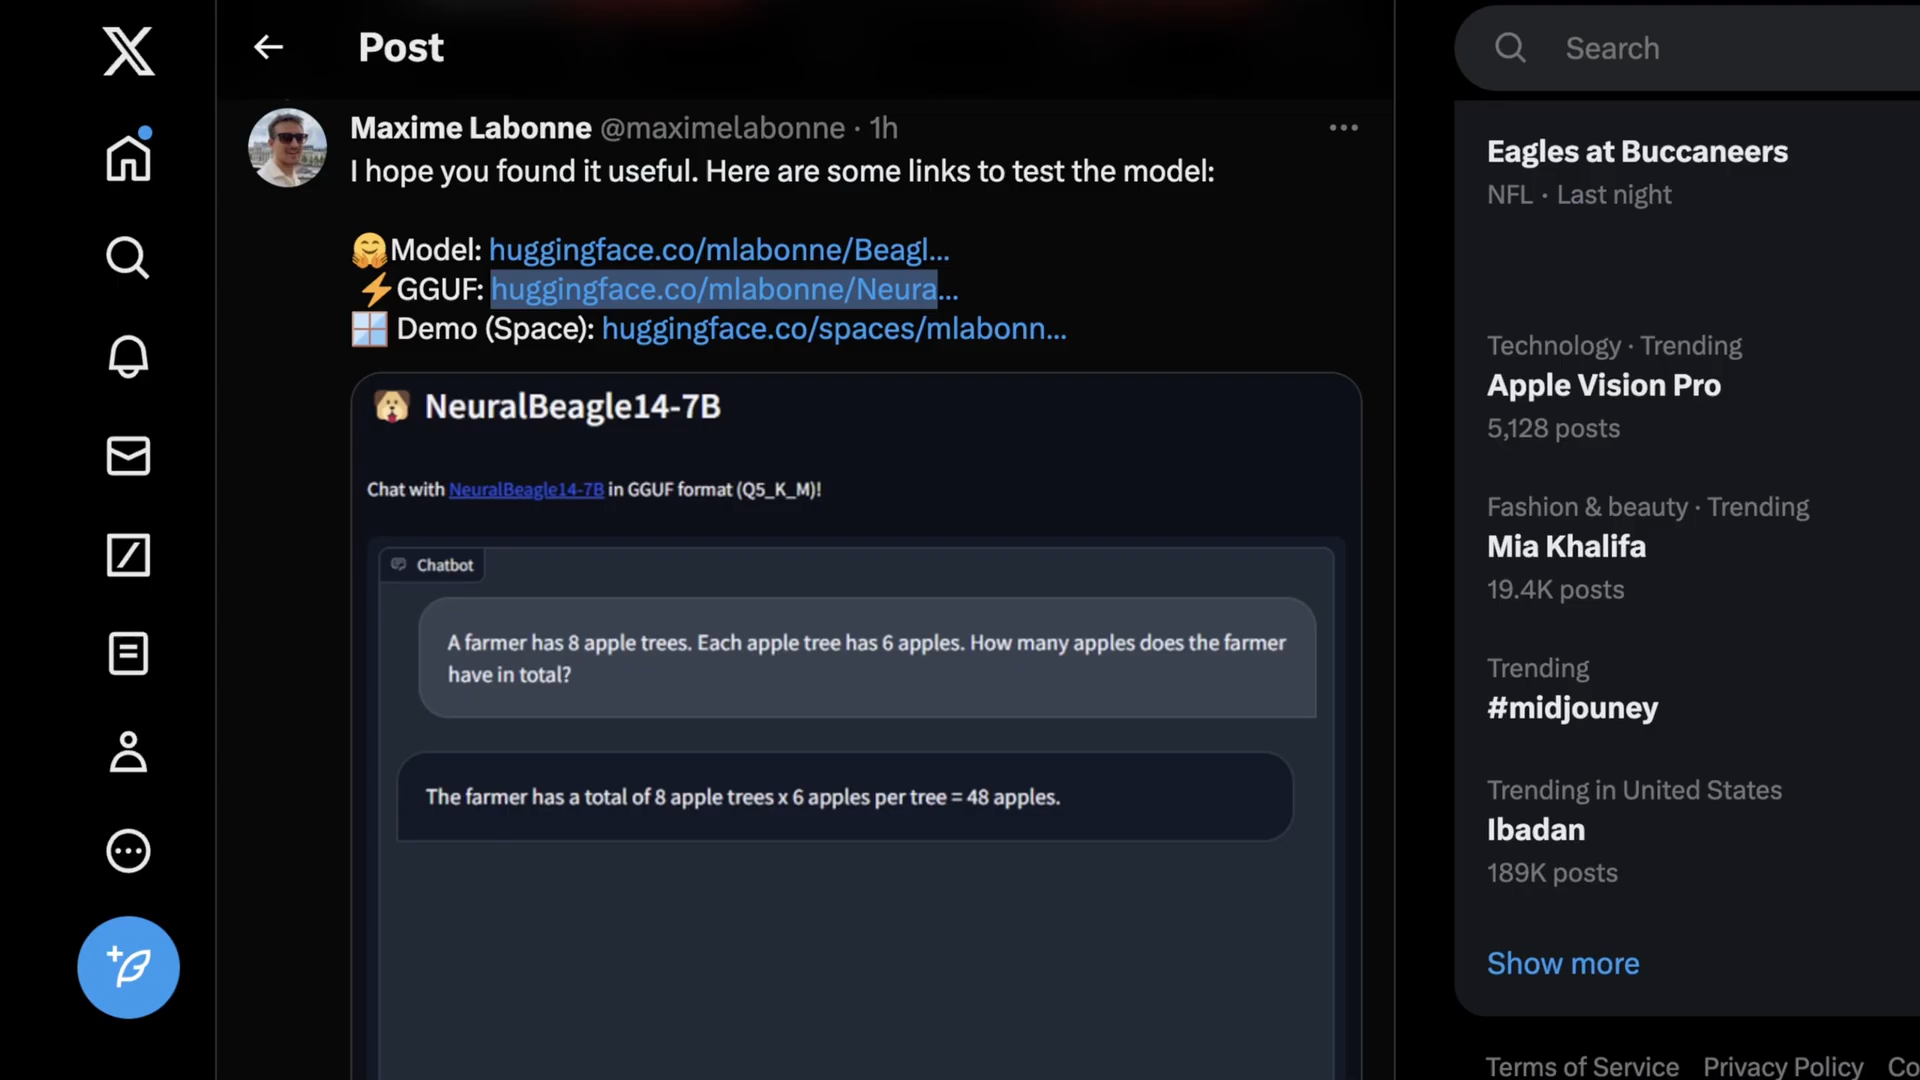 Post
Maxime Labonne @maximelabonne · 1h
I hope you found it useful. Here are some links to test the model:
🤗Model: huggingface.co/mlabonne/Beagl...
⚡GGUF: huggingface.co/mlabonne/Neura...
🪟 Demo (Space): huggingface.co/spaces/mlabonn...
🐶 NeuralBeagle14-7B
Chat with NeuralBeagle14-7B in GGUF format (Q5_K_M)!
Chatbot
A farmer has 8 apple trees. Each apple tree has 6 apples. How many apples does the farmer
have in total?
The farmer has a total of 8 apple trees x 6 apples per tree = 48 apples.
Search
Eagles at Buccaneers
NFL · Last night
Technology · Trending
Apple Vision Pro
5,128 posts
Fashion & beauty · Trending
Mia Khalifa
19.4K posts
Trending
#midjouney
Trending in United States
Ibadan
189K posts
Show more
Terms of Service Privacy Policy Co